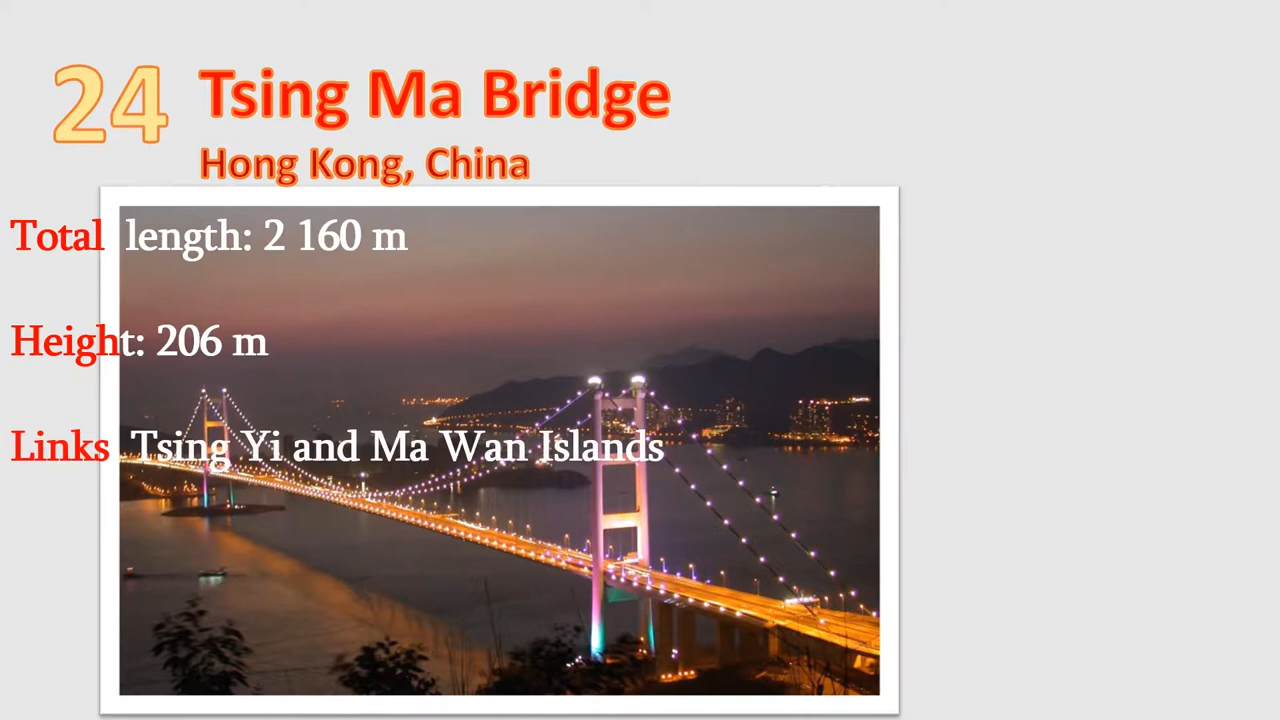 24
Tsing Ma Bridge
Hong Kong, China
Total length: 2 160 m
Height: 206 m
Links Tsing Yi and Ma Wan Islands